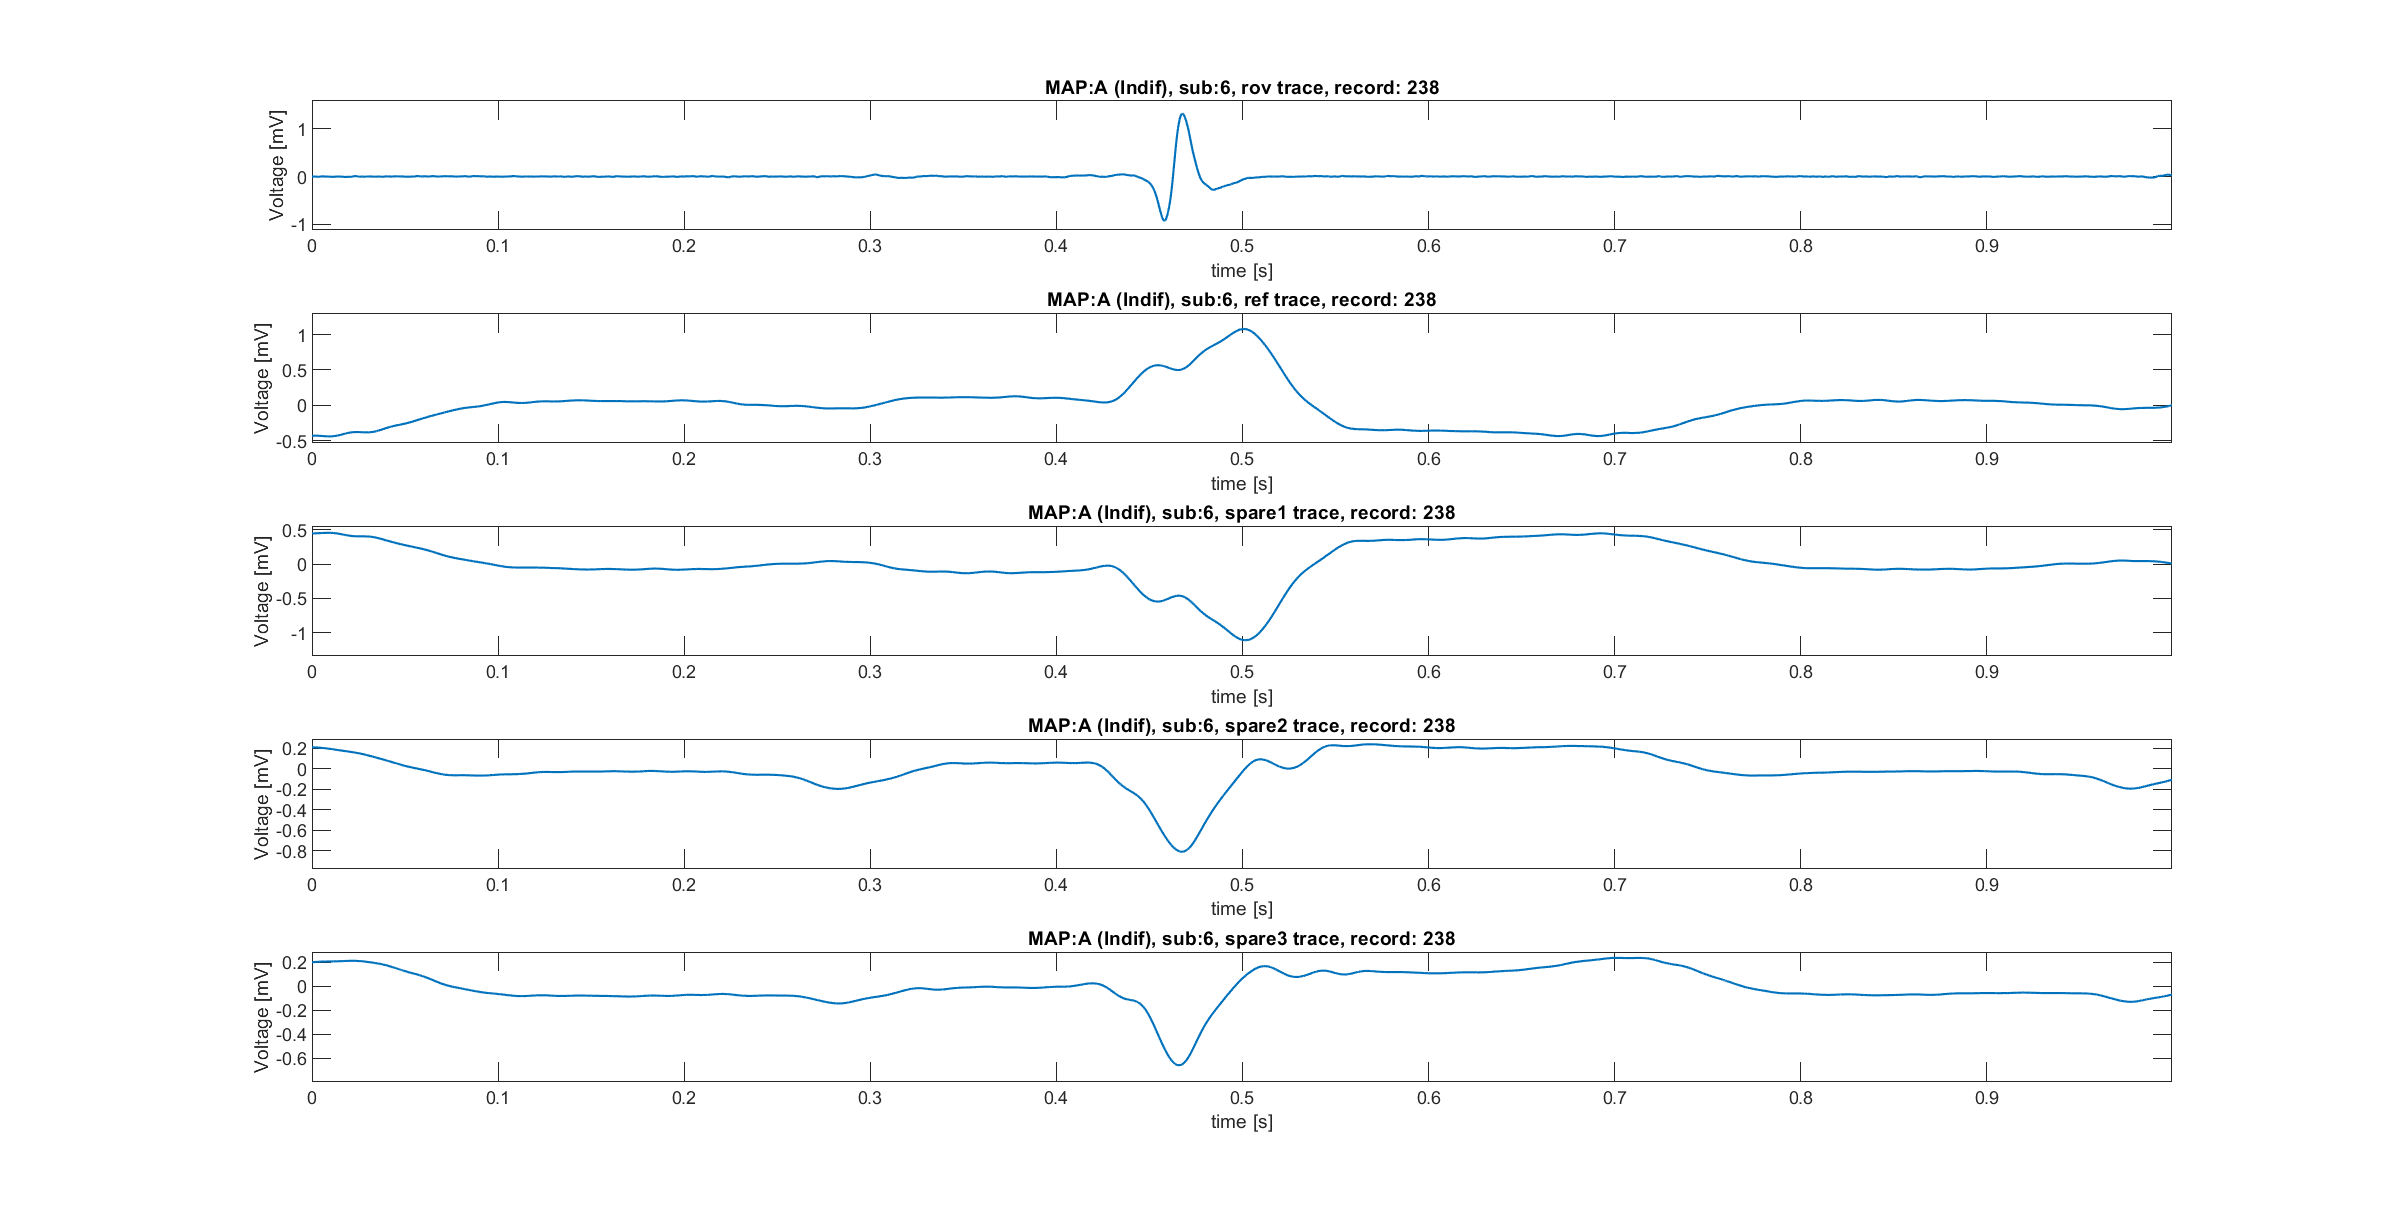 MAP:A (Indif), sub:6, rov trace, record: 238
Voltage [mV]
1
0
-1
0 0.1 0.2 0.3 0.4 0.5 0.6 0.7 0.8 0.9
time [s]
MAP:A (Indif), sub:6, ref trace, record: 238
Voltage [mV]
1
0.5
0
-0.5
0 0.1 0.2 0.3 0.4 0.5 0.6 0.7 0.8 0.9
time [s]
MAP:A (Indif), sub:6, spare1 trace, record: 238
Voltage [mV]
0.5
0
-0.5
-1
0 0.1 0.2 0.3 0.4 0.5 0.6 0.7 0.8 0.9
time [s]
MAP:A (Indif), sub:6, spare2 trace, record: 238
Voltage [mV]
0.2
0
-0.2
-0.4
-0.6
-0.8
0 0.1 0.2 0.3 0.4 0.5 0.6 0.7 0.8 0.9
time [s]
MAP:A (Indif), sub:6, spare3 trace, record: 238
Voltage [mV]
0.2
0
-0.2
-0.4
-0.6
0 0.1 0.2 0.3 0.4 0.5 0.6 0.7 0.8 0.9
time [s]